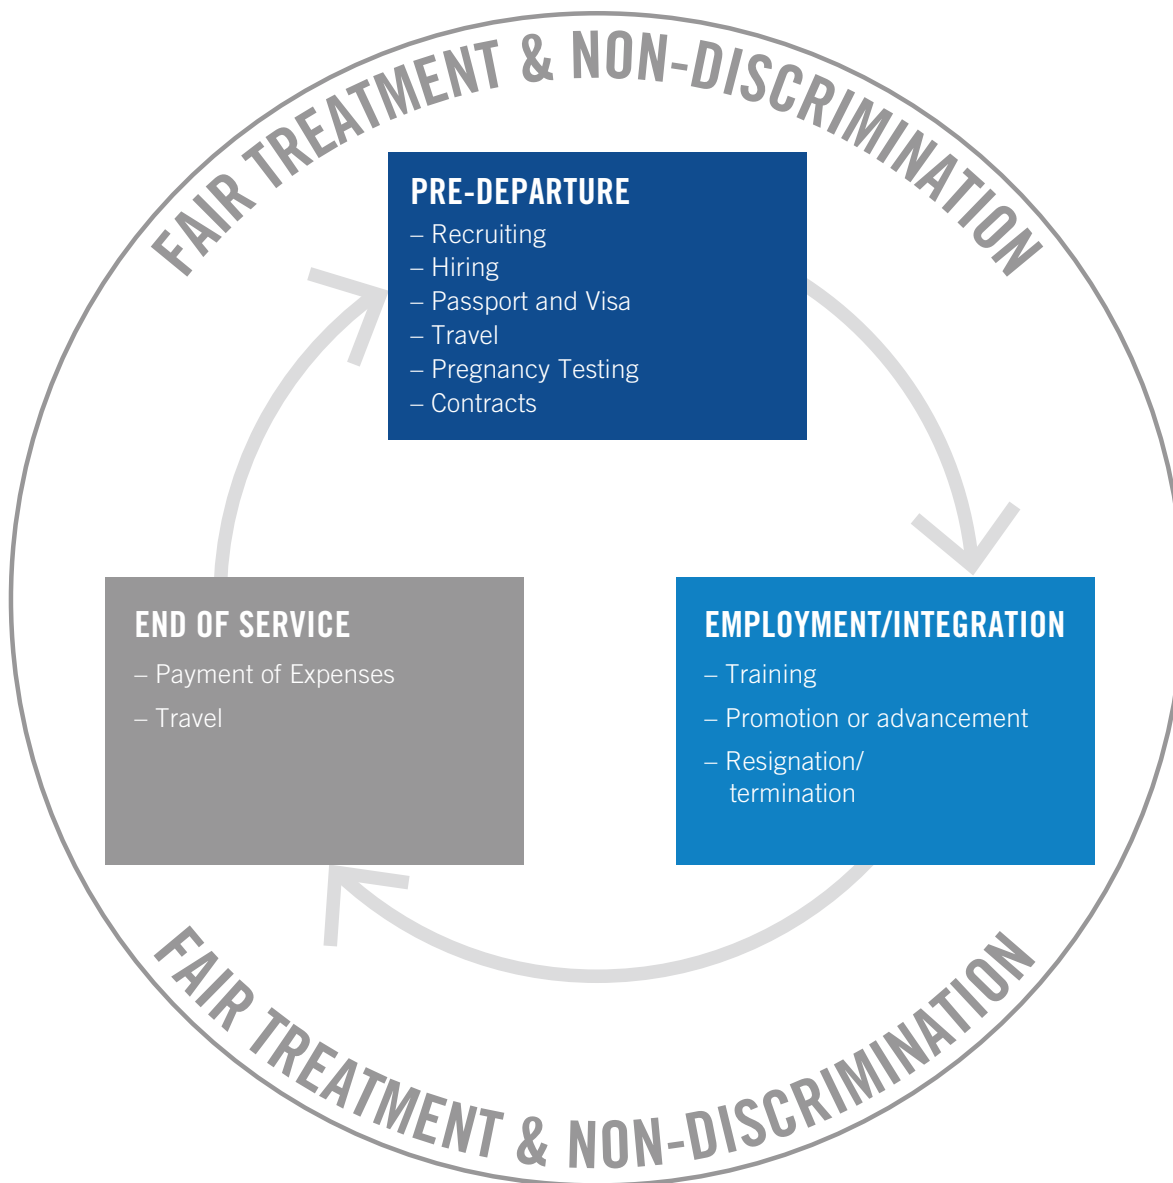 FAIR TREATMENT & NON-DISCRIMINATION
PRE-DEPARTURE
– Recruiting
– Hiring
– Passport and Visa
– Travel
– Pregnancy Testing
– Contracts
END OF SERVICE
– Payment of Expenses
– Travel
EMPLOYMENT/INTEGRATION
– Training
– Promotion or advancement
– Resignation/
termination
FAIR TREATMENT & NON-DISCRIMINATION